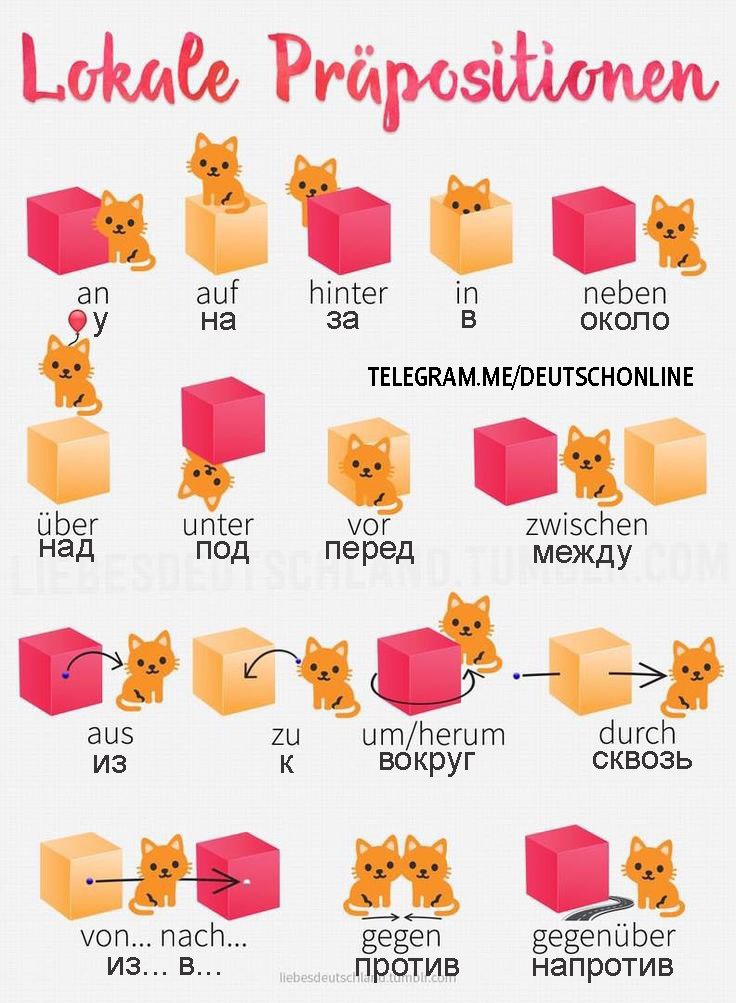 Lokale Präpositionen
an auf hinter in neben
у на за в около
TELEGRAM.ME/DEUTSCHONLINE
über unter vor zwischen
над под перед между
LIEBESDEUTSCHLAND.TUMBLR.COM
aus zu um/herum durch
из к вокруг сквозь
von... nach... gegen gegenüber
из... в... против напротив
liebesdeutschland.tumblr.com